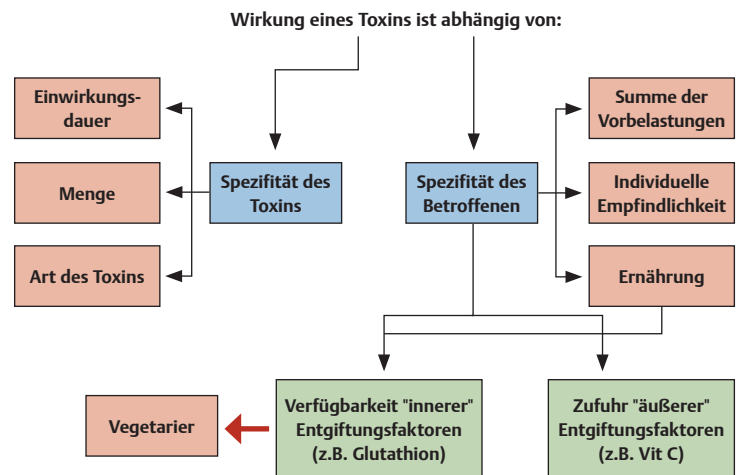 Wirkung eines Toxins ist abhängig von:
Einwirkungs-
dauer
Menge
Art des Toxins
Spezifität des
Toxins
Spezifität des
Betroffenen
Summe der
Vorbelastungen
Individuelle
Empfindlichkeit
Ernährung
Vegetarier
Verfügbarkeit "innerer"
Entgiftungsfaktoren
(z.B. Glutathion)
Zufuhr "äußerer"
Entgiftungsfaktoren
(z.B. Vit C)